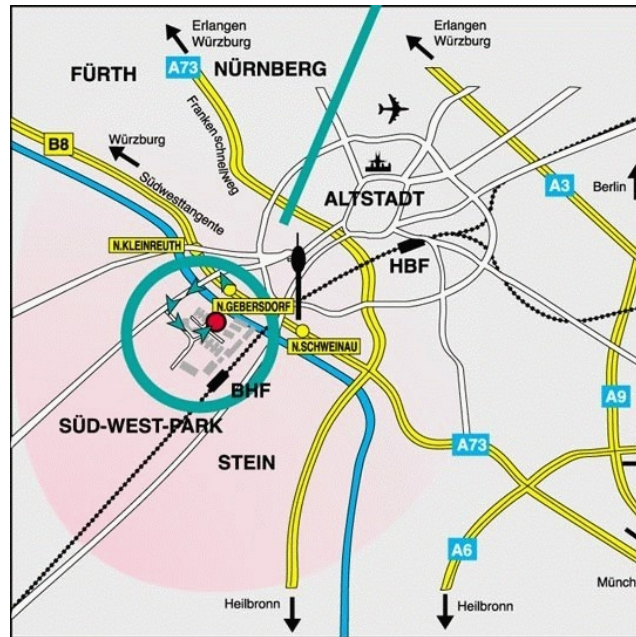 Erlangen
Würzburg
Erlangen
Würzburg
A73
FÜRTH
NÜRNBERG
Frankenschnellweg
B8
Würzburg
Südwesttangente
A3
Berlin
ALTSTADT
N.KLEINREUTH
HBF
N.GEBERSDORF
N.SCHWEINAU
BHF
A9
SÜD-WEST-PARK
A73
STEIN
A6
Münch
Heilbronn
Heilbronn